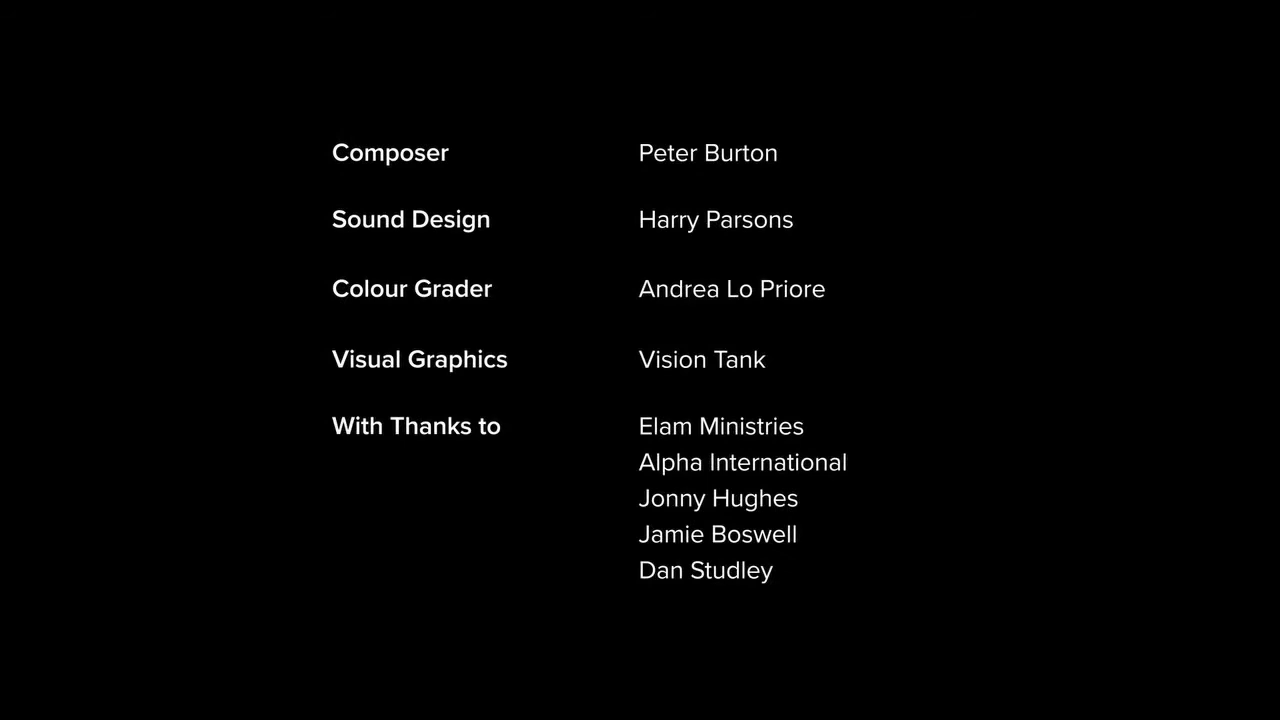 Composer Peter Burton
Sound Design Harry Parsons
Colour Grader Andrea Lo Priore
Visual Graphics Vision Tank
With Thanks to Elam Ministries
Alpha International
Jonny Hughes
Jamie Boswell
Dan Studley